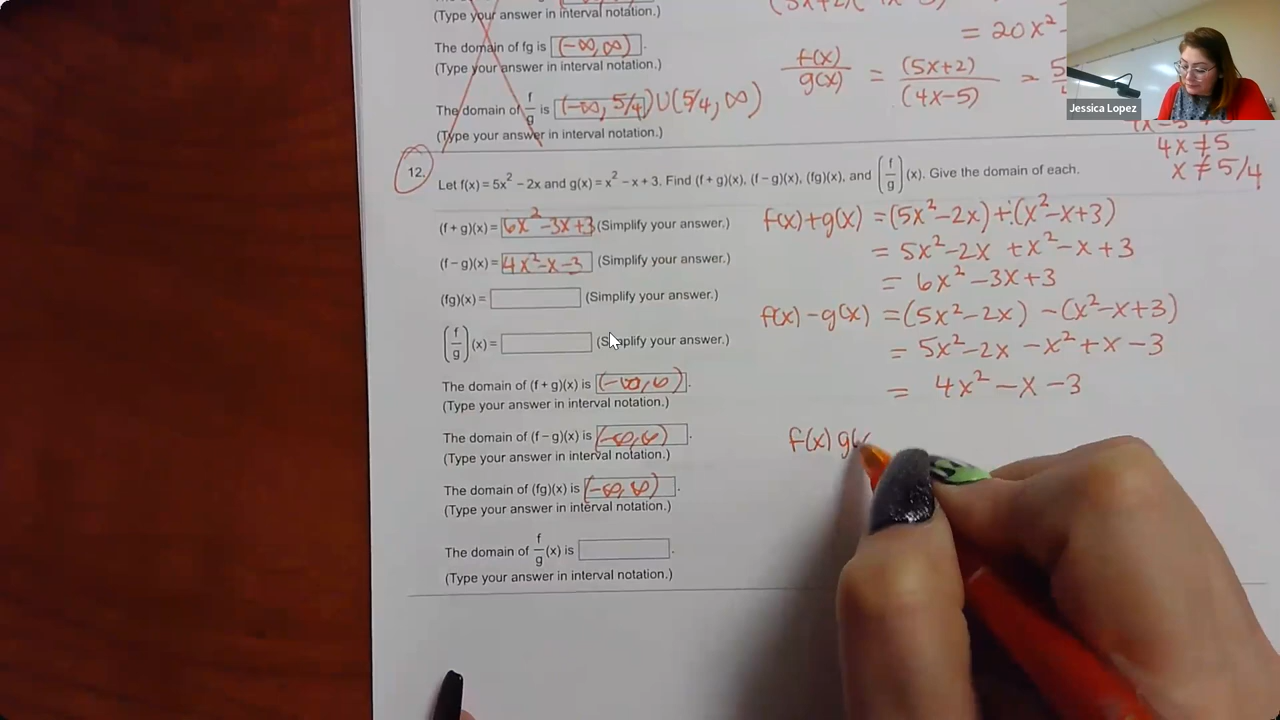 (Type your answer in interval notation.)
= 20x²
The domain of fg is (-∞,∞).
(Type your answer in interval notation.)
f(x)/g(x) = (5x+2)/(4x-5) =
The domain of f/g is (-∞, 5/4)∪(5/4, ∞)
(Type your answer in interval notation.)
Jessica Lopez
4x ≠ 5
x ≠ 5/4
12. Let f(x) = 5x² − 2x and g(x) = x² − x + 3. Find (f + g)(x), (f − g)(x), (fg)(x), and (f/g)(x). Give the domain of each.
(f + g)(x) = 6x²-3x+3 (Simplify your answer.)
(f − g)(x) = 4x²-x-3 (Simplify your answer.)
(fg)(x) = (Simplify your answer.)
(f/g)(x) = (Simplify your answer.)
The domain of (f + g)(x) is (-∞,∞).
(Type your answer in interval notation.)
The domain of (f − g)(x) is (-∞,∞).
(Type your answer in interval notation.)
The domain of (fg)(x) is (-∞,∞).
(Type your answer in interval notation.)
The domain of f/g(x) is .
(Type your answer in interval notation.)
f(x)+g(x) = (5x²-2x)+(x²-x+3)
= 5x²-2x +x²-x+3
= 6x²-3x+3
f(x)-g(x) = (5x²-2x) -(x²-x+3)
= 5x²-2x -x²+x-3
= 4x²-x-3
f(x)g(